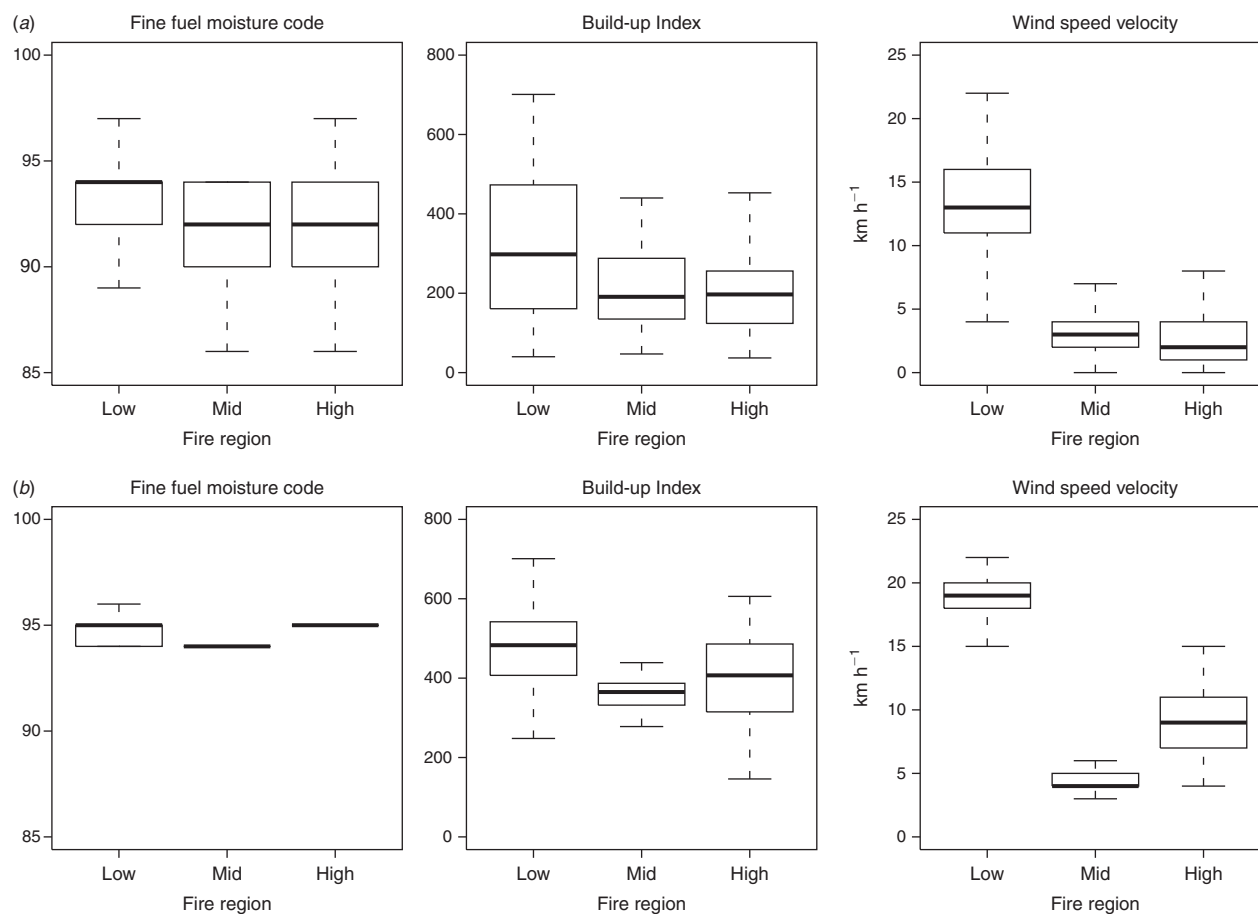 (a)
Fine fuel moisture code
100
95
90
85
Low Mid High
Fire region
Build-up Index
800
600
400
200
0
Low Mid High
Fire region
Wind speed velocity
km h−1
25
20
15
10
5
0
Low Mid High
Fire region
(b)
Fine fuel moisture code
100
95
90
85
Low Mid High
Fire region
Build-up Index
800
600
400
200
0
Low Mid High
Fire region
Wind speed velocity
km h−1
25
20
15
10
5
0
Low Mid High
Fire region